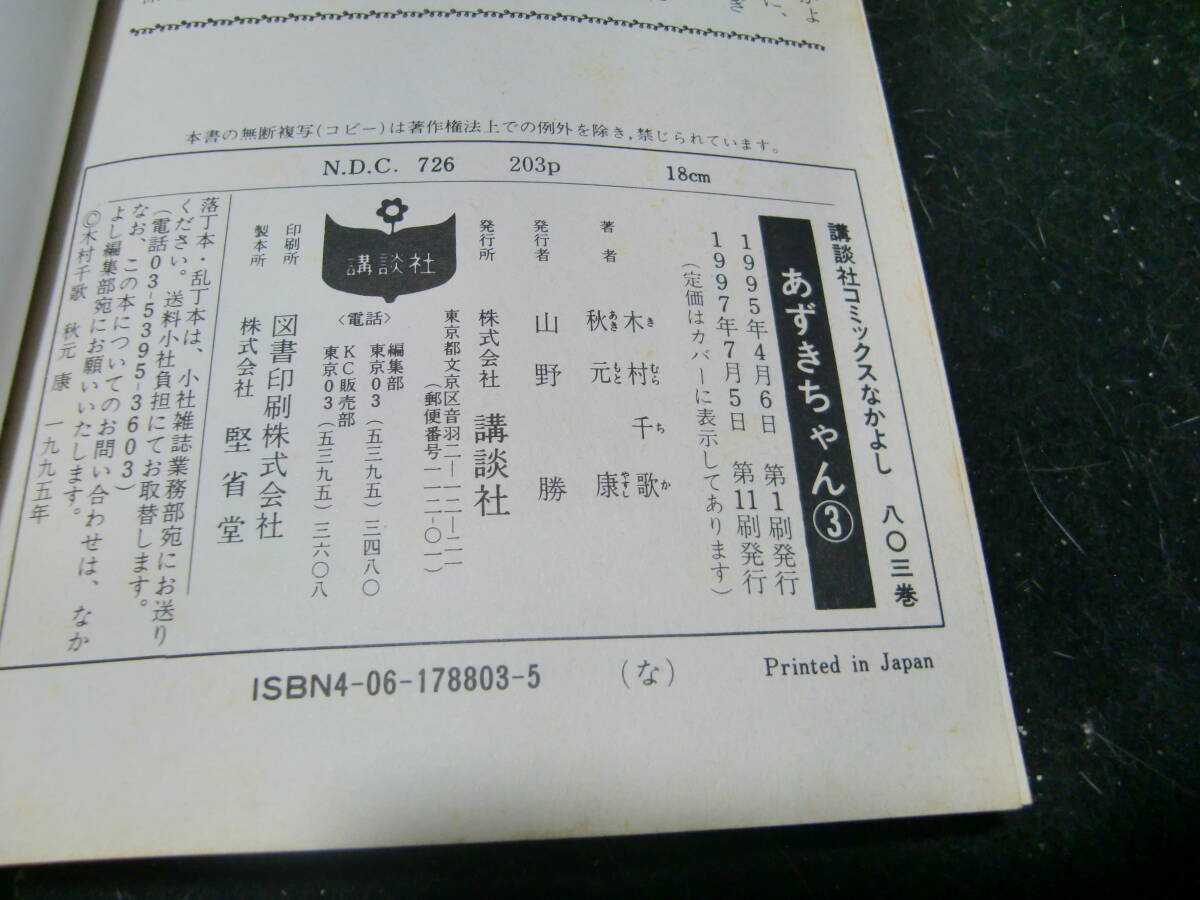 本書の無断複写(コピー)は著作権法上での例外を除き,禁じられています。
N.D.C. 726 203p 18cm
講談社コミックスなかよし 八〇三巻
あずきちゃん③
1995年4月6日 第1刷発行
1997年7月5日 第11刷発行
(定価はカバーに表示してあります)
著者 木村千歌
きむらちか
秋元康
あきもとやすし
発行者 山野勝
発行所 株式会社 講談社
東京都文京区音羽二―一二―二一
(郵便番号一一二-〇一)
〈電話〉 編集部
東京03(五三九五)三四八〇
KC販売部
東京03(五三九五)三六〇八
講談社
印刷所 図書印刷株式会社
製本所 株式会社 堅省堂
落丁本・乱丁本は、小社雑誌業務部宛にお送り
ください。送料小社負担にてお取替します。
(電話03-5395-3603)
なお、この本についてのお問い合わせは、なか
よし編集部宛にお願いいたします。
©木村千歌 秋元康 一九九五年
ISBN4-06-178803-5 (な) Printed in Japan